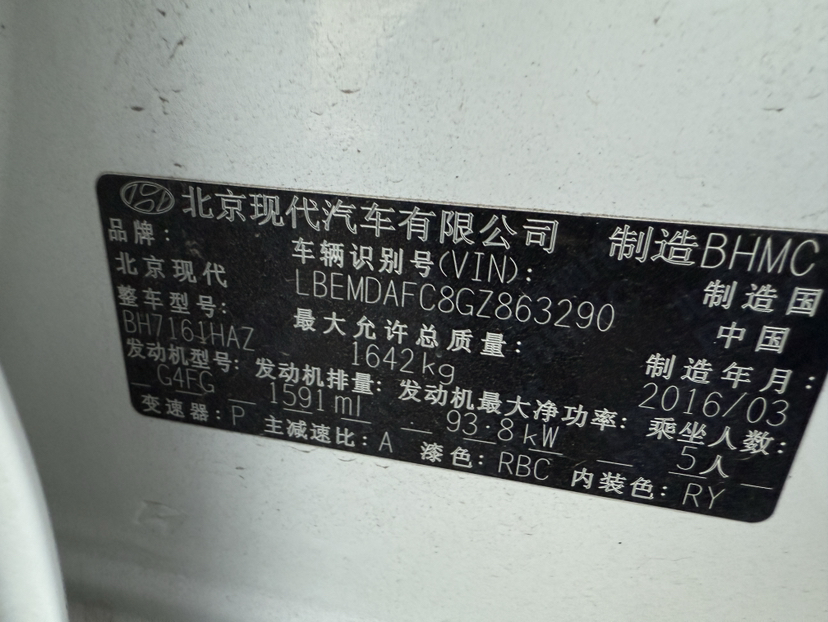 北京现代汽车有限公司 制造BHMC
品牌: 车辆识别号(VIN): 制造国
北京现代 LBEMDAFC8GZ863290 中国
整车型号: 最大允许总质量: 制造年月:
BH7161HAZ 1642kg 2016/03
发动机型号: 发动机排量: 发动机最大净功率: 乘坐人数:
G4FG 1591ml 93.8kW 5人
变速器: P 主减速比: A 漆色: RBC 内装色: RY